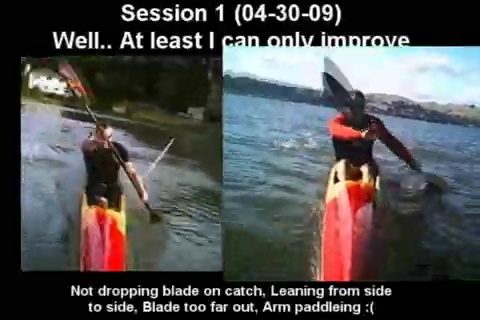 Session 1 (04-30-09)
Well.. At least I can only improve
Not dropping blade on catch, Leaning from side
to side, Blade too far out, Arm paddleing :(